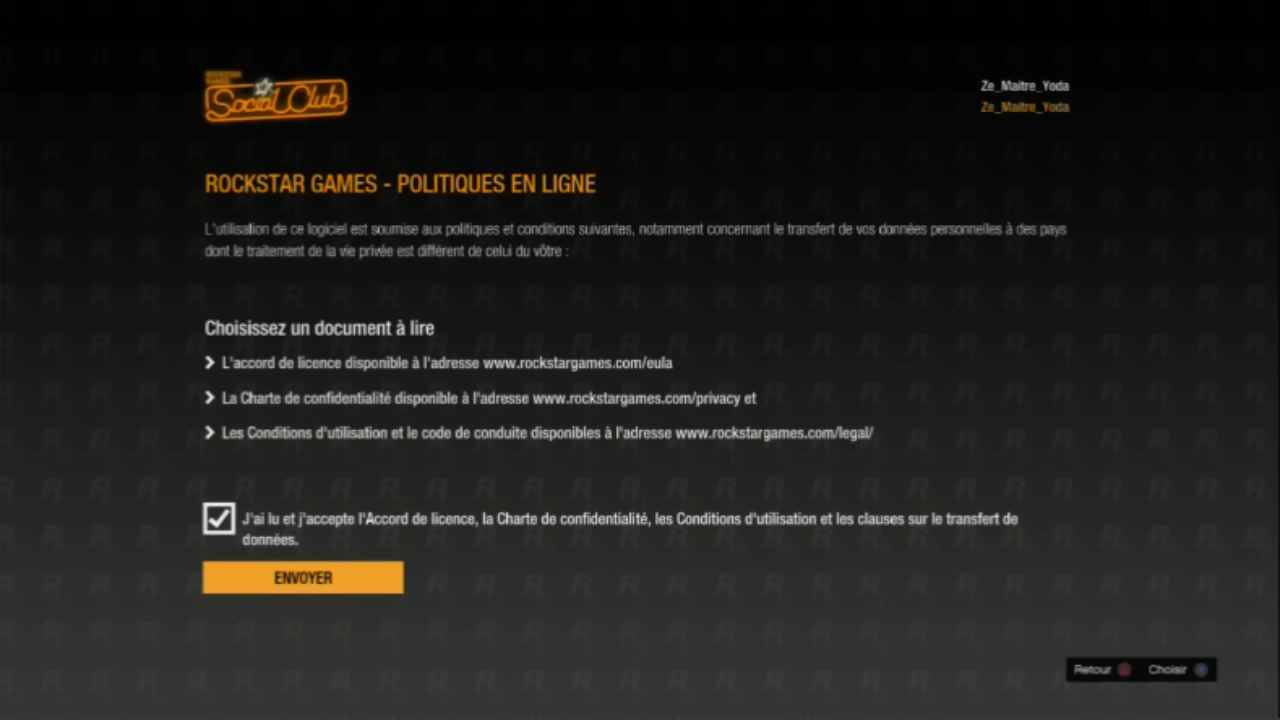 ROCKSTAR
GAMES
Social Club
Ze_Maitre_Yoda
Ze_Maitre_Yoda
ROCKSTAR GAMES - POLITIQUES EN LIGNE
L'utilisation de ce logiciel est soumise aux politiques et conditions suivantes, notamment concernant le transfert de vos données personnelles à des pays
dont le traitement de la vie privée est différent de celui du vôtre :
Choisissez un document à lire
L'accord de licence disponible à l'adresse www.rockstargames.com/eula
La Charte de confidentialité disponible à l'adresse www.rockstargames.com/privacy et
Les Conditions d'utilisation et le code de conduite disponibles à l'adresse www.rockstargames.com/legal/
J'ai lu et j'accepte l'Accord de licence, la Charte de confidentialité, les Conditions d'utilisation et les clauses sur le transfert de
données.
ENVOYER
Retour Choisir